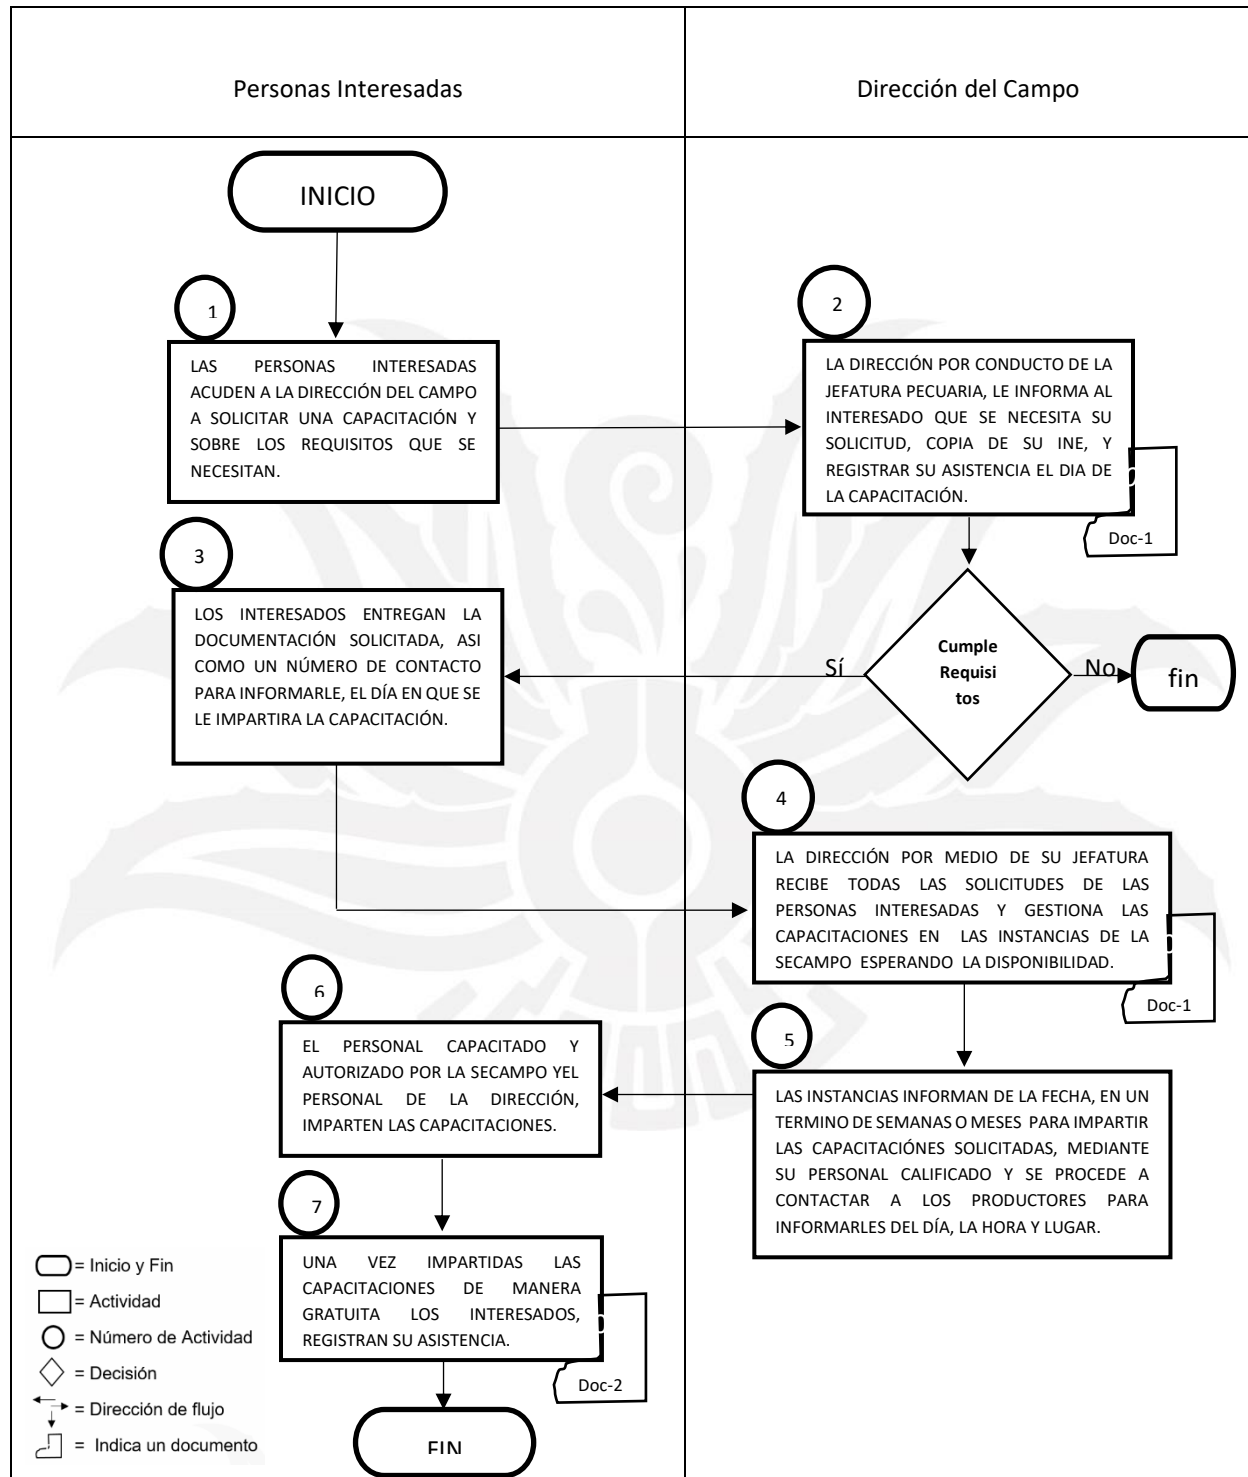 Personas Interesadas
Dirección del Campo
INICIO
1
LAS PERSONAS INTERESADAS
ACUDEN A LA DIRECCIÓN DEL CAMPO
A SOLICITAR UNA CAPACITACIÓN Y
SOBRE LOS REQUISITOS QUE SE
NECESITAN.
2
LA DIRECCIÓN POR CONDUCTO DE LA
JEFATURA PECUARIA, LE INFORMA AL
INTERESADO QUE SE NECESITA SU
SOLICITUD, COPIA DE SU INE, Y
REGISTRAR SU ASISTENCIA EL DIA DE
LA CAPACITACIÓN.
Doc-1
Cumple
Requisi
tos
Sí
No
fin
3
LOS INTERESADOS ENTREGAN LA
DOCUMENTACIÓN SOLICITADA, ASI
COMO UN NÚMERO DE CONTACTO
PARA INFORMARLE, EL DÍA EN QUE SE
LE IMPARTIRA LA CAPACITACIÓN.
4
LA DIRECCIÓN POR MEDIO DE SU JEFATURA
RECIBE TODAS LAS SOLICITUDES DE LAS
PERSONAS INTERESADAS Y GESTIONA LAS
CAPACITACIONES EN LAS INSTANCIAS DE LA
SECAMPO ESPERANDO LA DISPONIBILIDAD.
Doc-1
5
LAS INSTANCIAS INFORMAN DE LA FECHA, EN UN
TERMINO DE SEMANAS O MESES PARA IMPARTIR
LAS CAPACITACIÓNES SOLICITADAS, MEDIANTE
SU PERSONAL CALIFICADO Y SE PROCEDE A
CONTACTAR A LOS PRODUCTORES PARA
INFORMARLES DEL DÍA, LA HORA Y LUGAR.
6
EL PERSONAL CAPACITADO Y
AUTORIZADO POR LA SECAMPO YEL
PERSONAL DE LA DIRECCIÓN,
IMPARTEN LAS CAPACITACIONES.
7
UNA VEZ IMPARTIDAS LAS
CAPACITACIONES DE MANERA
GRATUITA LOS INTERESADOS,
REGISTRAN SU ASISTENCIA.
Doc-2
FIN
= Inicio y Fin
= Actividad
= Número de Actividad
= Decisión
= Dirección de flujo
= Indica un documento